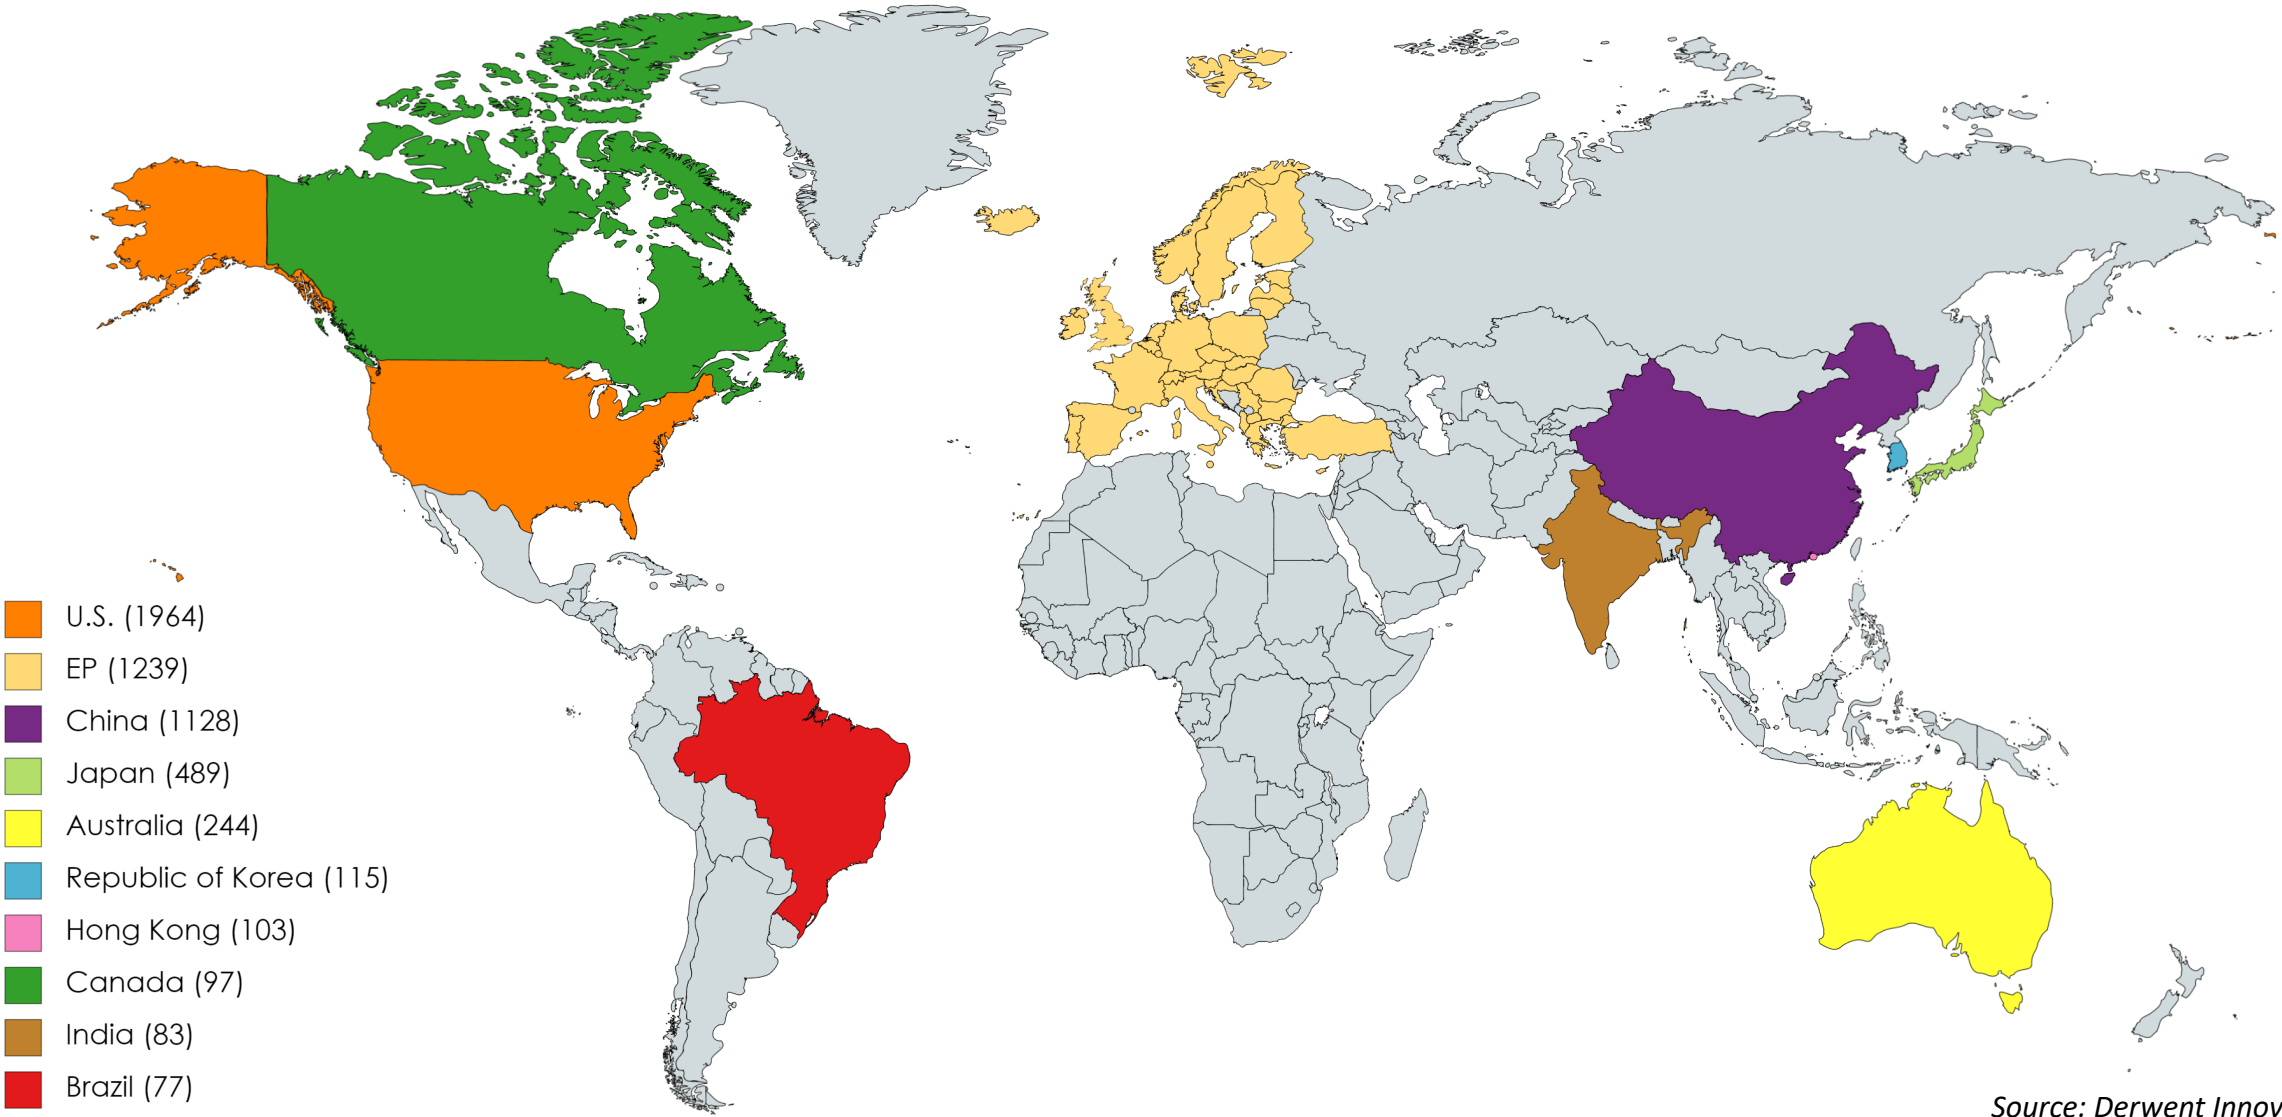 U.S. (1964)
EP (1239)
China (1128)
Japan (489)
Australia (244)
Republic of Korea (115)
Hong Kong (103)
Canada (97)
India (83)
Brazil (77)
Source: Derwent Innov